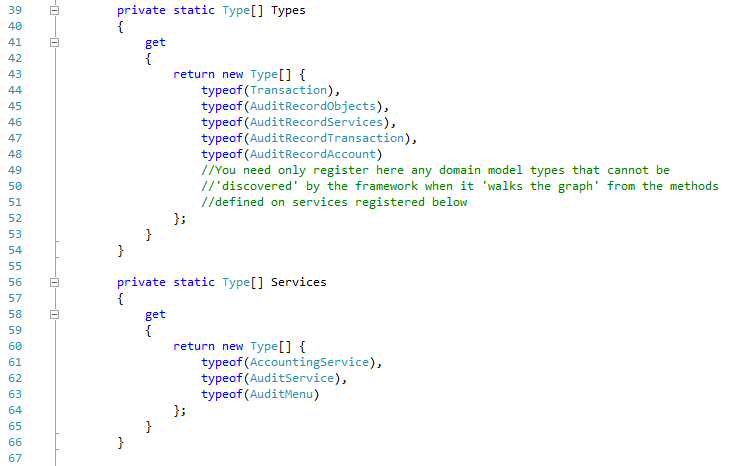 39 private static Type[] Types
40 {
41 get
42 {
43 return new Type[] {
44 typeof(Transaction),
45 typeof(AuditRecordObjects),
46 typeof(AuditRecordServices),
47 typeof(AuditRecordTransaction),
48 typeof(AuditRecordAccount)
49 //You need only register here any domain model types that cannot be
50 //'discovered' by the framework when it 'walks the graph' from the methods
51 //defined on services registered below
52 };
53 }
54 }
55
56 private static Type[] Services
57 {
58 get
59 {
60 return new Type[] {
61 typeof(AccountingService),
62 typeof(AuditService),
63 typeof(AuditMenu)
64 };
65 }
66 }
67